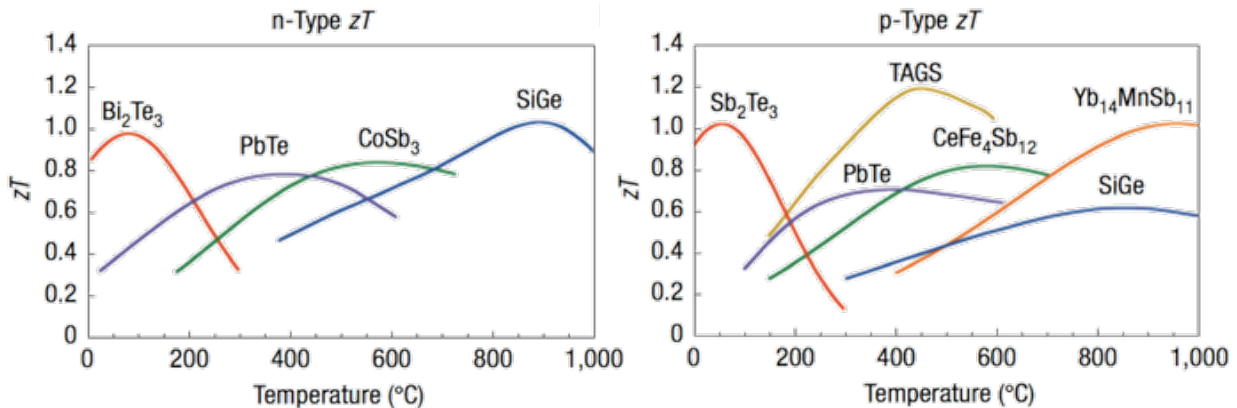 n-Type zT
1.4
1.2
1.0
0.8
0.6
0.4
0.2
0
zT
Bi₂Te₃
PbTe
CoSb₃
SiGe
0 200 400 600 800 1,000
Temperature (°C)
p-Type zT
1.4
1.2
1.0
0.8
0.6
0.4
0.2
0
zT
Sb₂Te₃
TAGS
Yb₁₄MnSb₁₁
CeFe₄Sb₁₂
PbTe
SiGe
0 200 400 600 800 1,000
Temperature (°C)